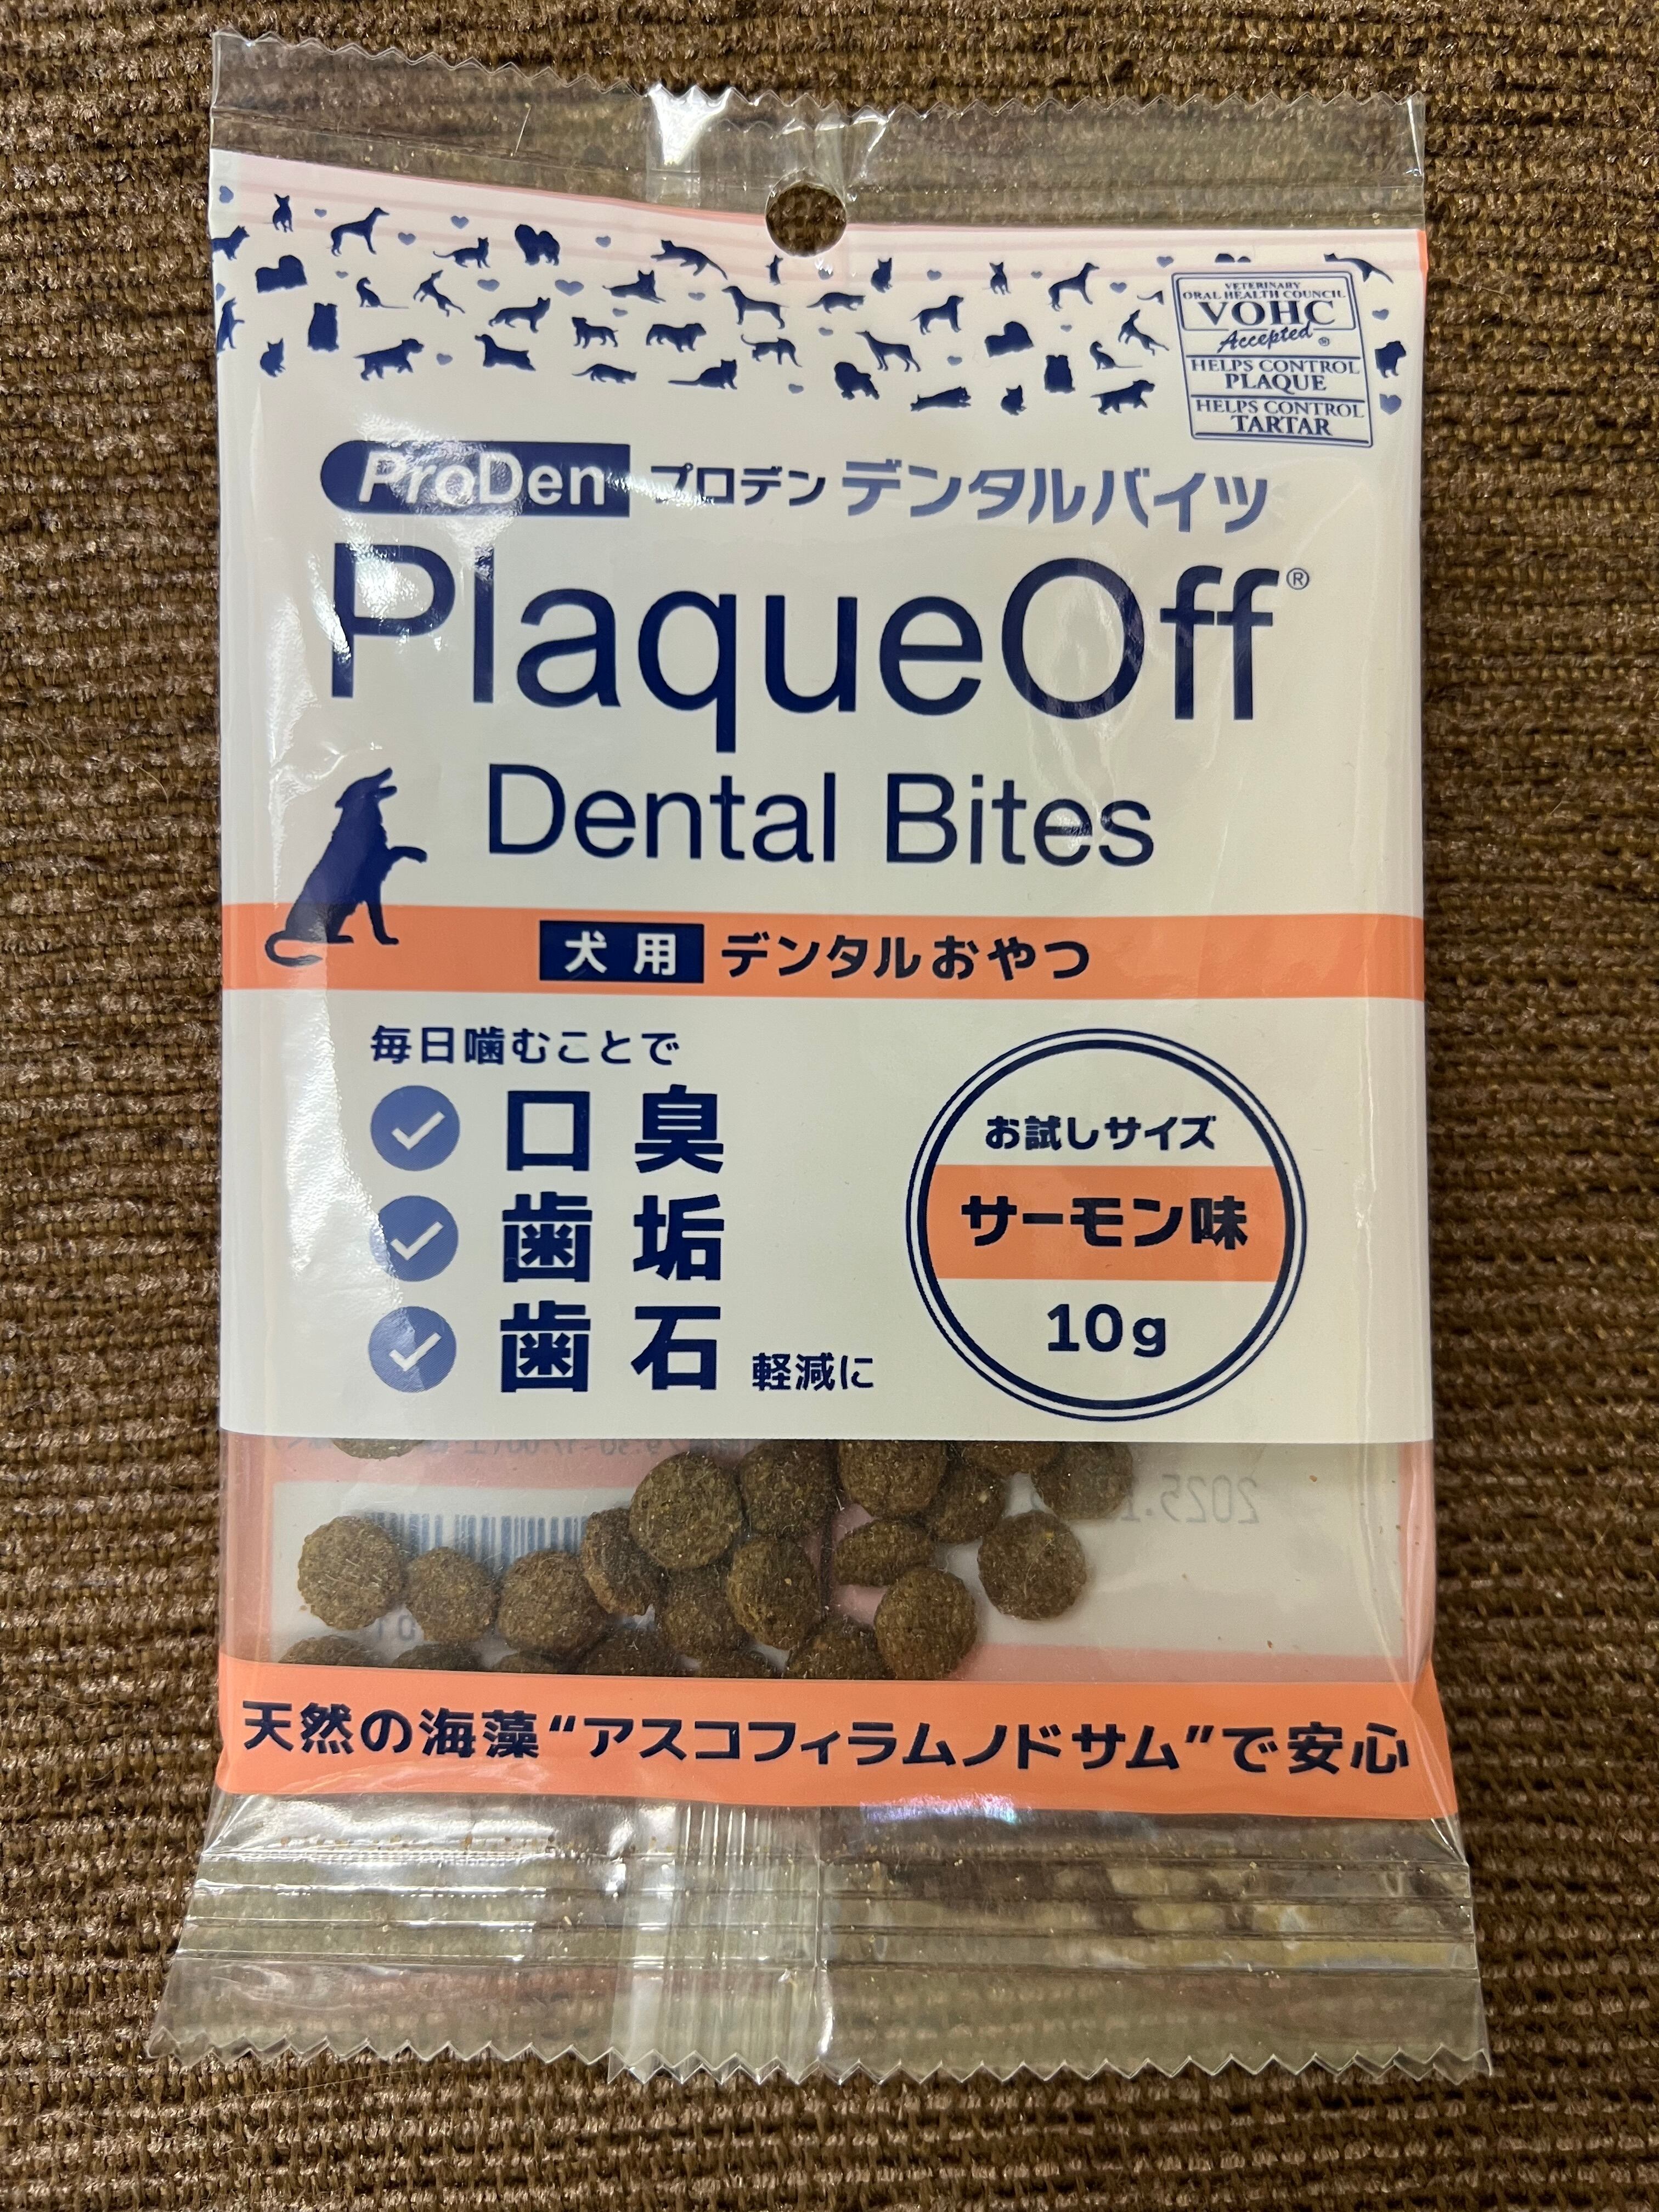 VETERINARY
ORAL HEALTH COUNCIL
VOHC
Accepted®
HELPS CONTROL
PLAQUE
HELPS CONTROL
TARTAR
ProDen プロデン デンタルバイツ
PlaqueOff®
Dental Bites
犬用 デンタルおやつ
毎日噛むことで
口臭
歯垢
歯石 軽減に
お試しサイズ
サーモン味
10g
天然の海藻“アスコフィラムノドサム”で安心